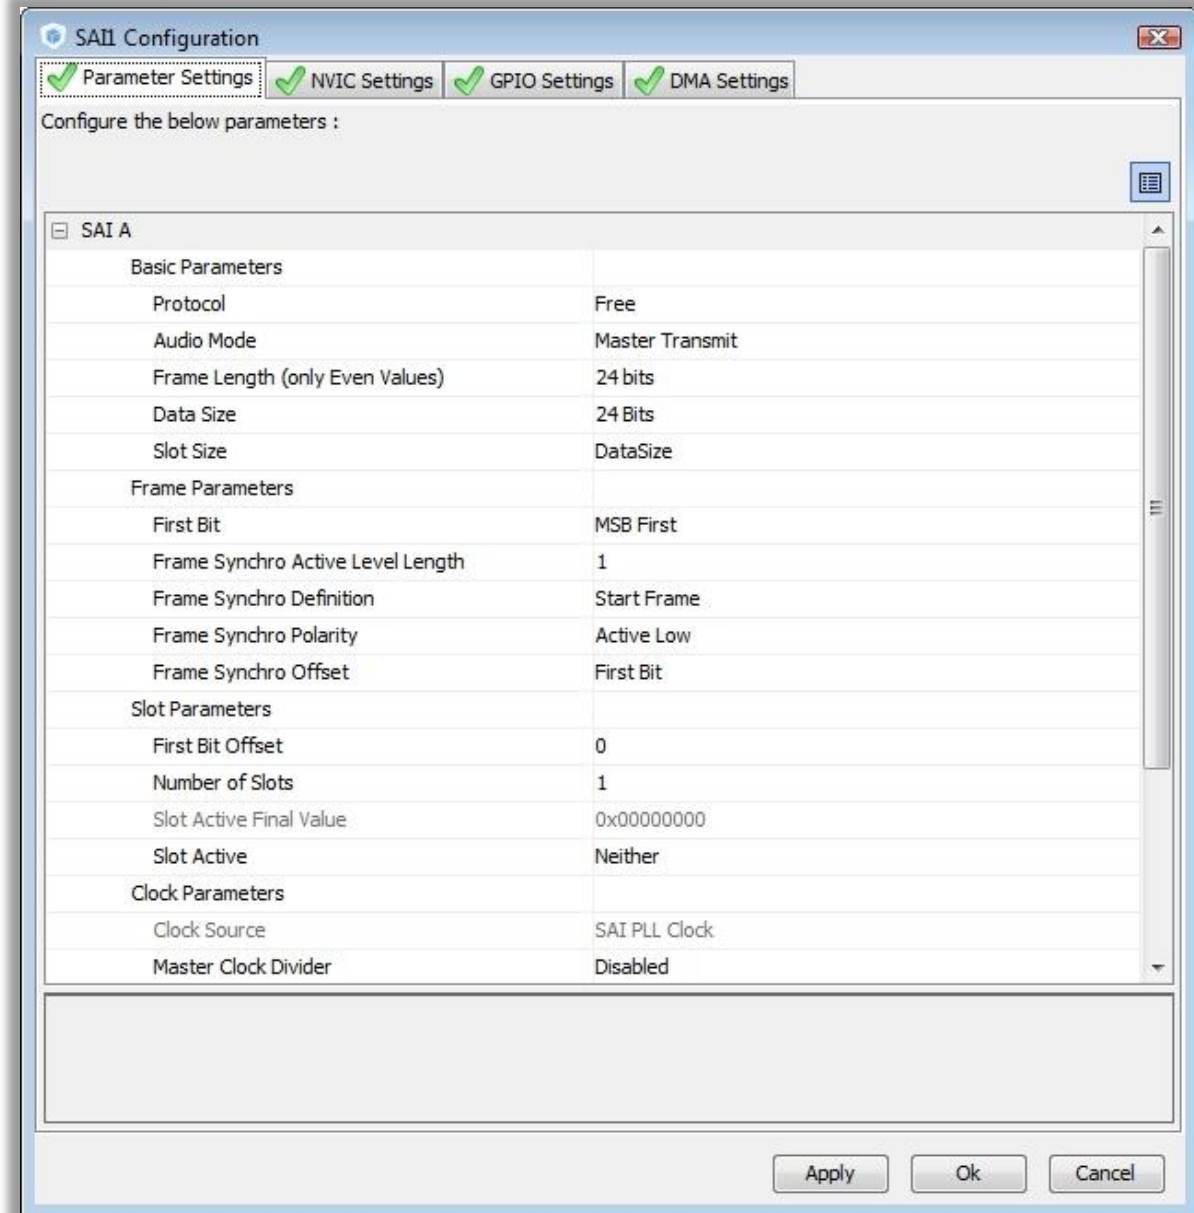 SAI1 Configuration
Parameter Settings NVIC Settings GPIO Settings DMA Settings
Configure the below parameters :
SAI A
Basic Parameters
Protocol Free
Audio Mode Master Transmit
Frame Length (only Even Values) 24 bits
Data Size 24 Bits
Slot Size DataSize
Frame Parameters
First Bit MSB First
Frame Synchro Active Level Length 1
Frame Synchro Definition Start Frame
Frame Synchro Polarity Active Low
Frame Synchro Offset First Bit
Slot Parameters
First Bit Offset 0
Number of Slots 1
Slot Active Final Value 0x00000000
Slot Active Neither
Clock Parameters
Clock Source SAI PLL Clock
Master Clock Divider Disabled
Apply Ok Cancel